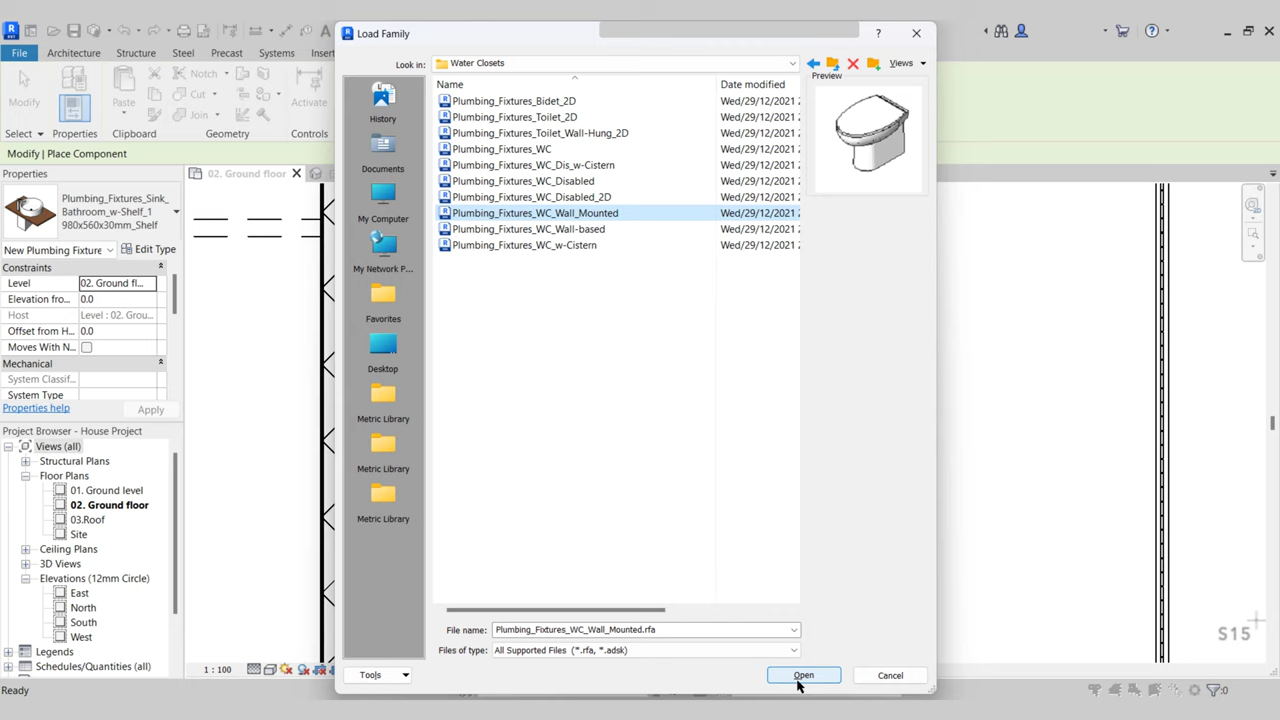 Load Family
?
File Architecture Structure Steel Precast Systems Inser
Look in: Water Closets
Views
Modify
Properties
Paste
Notch
Cut
Join
Activate
Select Properties Clipboard Geometry Controls
Modify | Place Component
02. Ground floor
Properties
Plumbing_Fixtures_Sink_
Bathroom_w-Shelf_1
980x560x30mm_Shelf
New Plumbing Fixture Edit Type
Constraints
Level 02. Ground fl...
Elevation fro... 0.0
Host Level : 02. Grou...
Offset from H... 0.0
Moves With N...
Mechanical
System Classif...
System Type
Properties help Apply
Project Browser - House Project
Views (all)
Structural Plans
Floor Plans
01. Ground level
02. Ground floor
03.Roof
Site
Ceiling Plans
3D Views
Elevations (12mm Circle)
East
North
South
West
Legends
Schedules/Quantities (all)
Ready
1 : 100
History
Documents
My Computer
My Network P...
Favorites
Desktop
Metric Library
Metric Library
Metric Library
Tools
Name Date modified
Plumbing_Fixtures_Bidet_2D Wed/29/12/2021
Plumbing_Fixtures_Toilet_2D Wed/29/12/2021
Plumbing_Fixtures_Toilet_Wall-Hung_2D Wed/29/12/2021
Plumbing_Fixtures_WC Wed/29/12/2021
Plumbing_Fixtures_WC_Dis_w-Cistern Wed/29/12/2021
Plumbing_Fixtures_WC_Disabled Wed/29/12/2021
Plumbing_Fixtures_WC_Disabled_2D Wed/29/12/2021
Plumbing_Fixtures_WC_Wall_Mounted Wed/29/12/2021
Plumbing_Fixtures_WC_Wall-based Wed/29/12/2021
Plumbing_Fixtures_WC_w-Cistern Wed/29/12/2021
Preview
File name: Plumbing_Fixtures_WC_Wall_Mounted.rfa
Files of type: All Supported Files (*.rfa, *.adsk)
Open Cancel
S15
:0